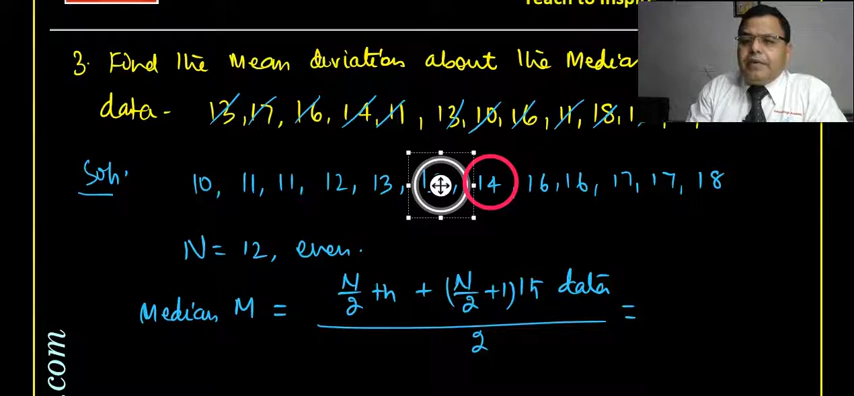 Teach to Inspi
3. Find the Mean deviation about the Median
data- 13, 17, 16, 14, 11, 13, 10, 16, 11, 18, 1
Soln. 10, 11, 11, 12, 13, 14, 16, 16, 17, 17, 18
N = 12, even.
Median M = N/2 th + (N/2 + 1)th data / 2 =
.com